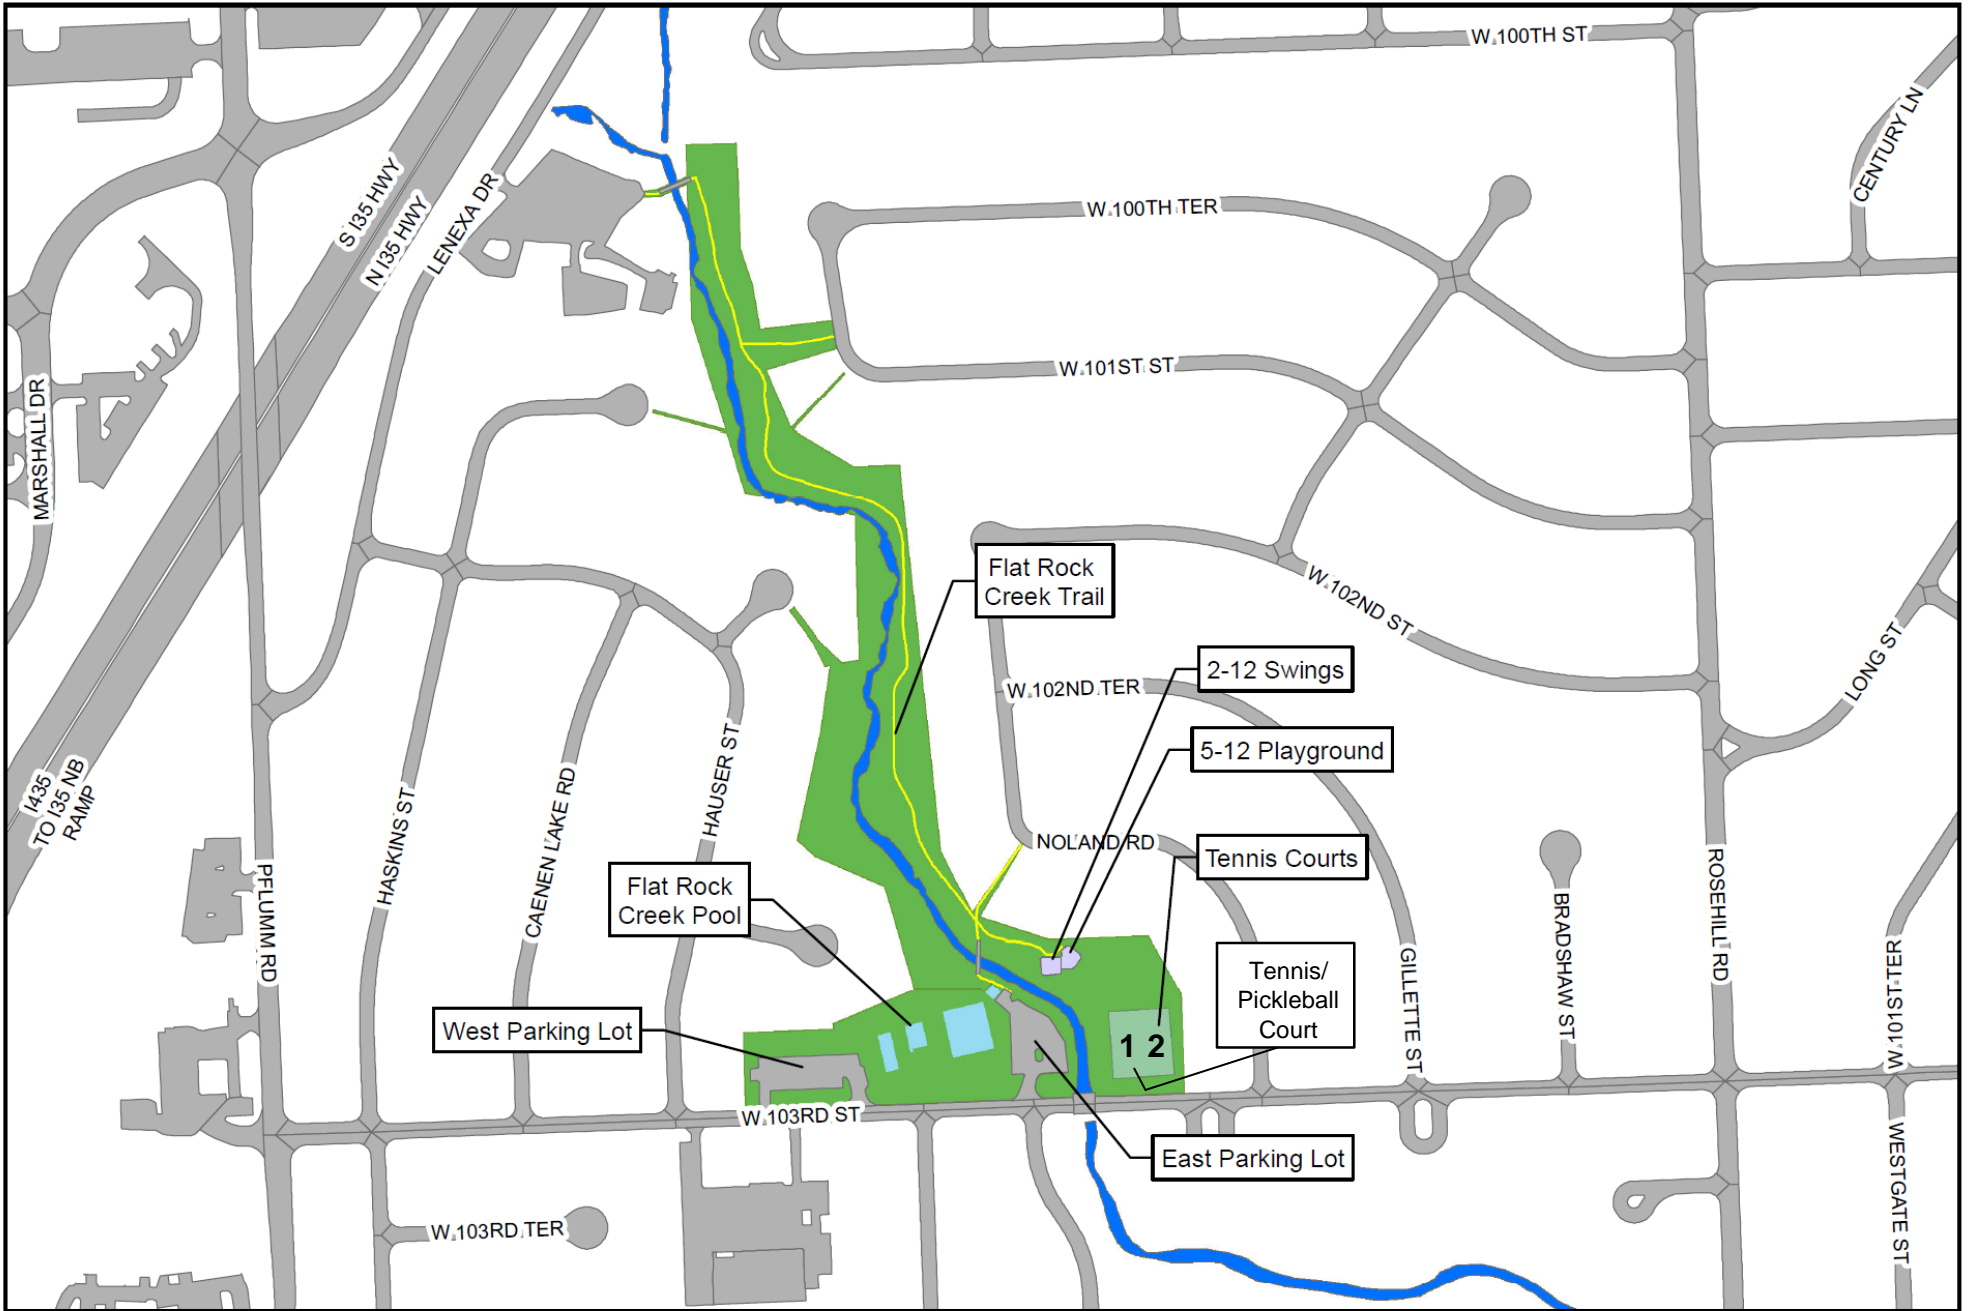 W 100TH ST
CENTURY LN
S I35 HWY
N I35 HWY
LENEXA DR
W 100TH TER
W 101ST ST
MARSHALL DR
Flat Rock
Creek Trail
W 102ND ST
LONG ST
2-12 Swings
W 102ND TER
5-12 Playground
I435
TO I35 NB
RAMP
HASKINS ST
CAENEN LAKE RD
HAUSER ST
NOLAND RD
Tennis Courts
PFLUMM RD
Flat Rock
Creek Pool
ROSEHILL RD
BRADSHAW ST
GILLETTE ST
W 101ST TER
Tennis/
Pickleball
Court
West Parking Lot
1 2
W 103RD ST
East Parking Lot
WESTGATE ST
W 103RD TER